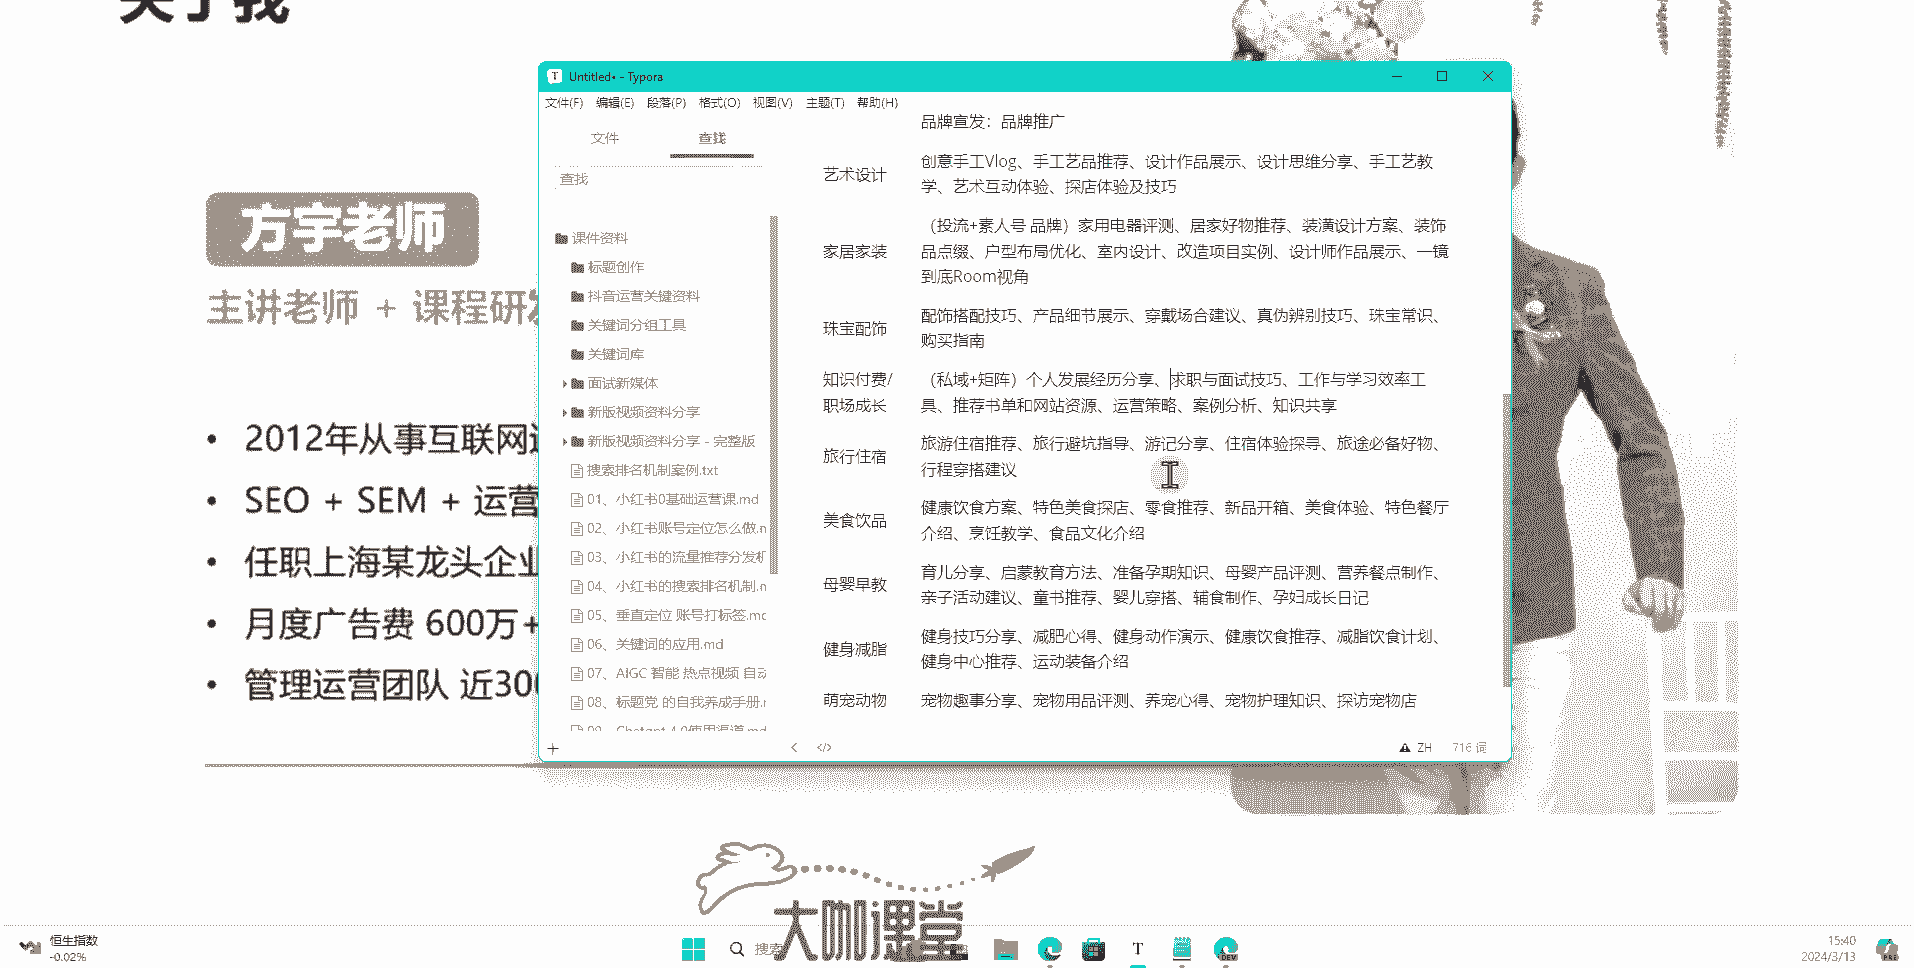 关于我
方宇老师
主讲老师 + 课程研发
2012年从事互联网
SEO + SEM + 运营
任职上海某龙头企业
月度广告费 600万+
管理运营团队 近300
Untitled• - Typora
文件(F) 编辑(E) 段落(P) 格式(O) 视图(V) 主题(T) 帮助(H)
文件 查找
查找
课件资料
标题创作
抖音运营关键资料
关键词分组工具
关键词库
面试新媒体
新版视频资料分享
新版视频资料分享 - 完整版
搜索排名机制案例.txt
01、小红书0基础运营课.md
02、小红书账号定位怎么做.n
03、小红书的流量推荐分发机
04、小红书的搜索排名机制.n
05、垂直定位 账号打标签.mc
06、关键词的应用.md
07、AIGC 智能 热点视频 自动
08、标题党 的自我养成手册.r
09、Chatgpt 4.0使用渠道.md
品牌宣发：品牌推广
艺术设计
创意手工Vlog、手工艺品推荐、设计作品展示、设计思维分享、手工艺教
学、艺术互动体验、探店体验及技巧
家居家装
（投流+素人号 品牌）家用电器评测、居家好物推荐、装潢设计方案、装饰
品点缀、户型布局优化、室内设计、改造项目实例、设计师作品展示、一镜
到底Room视角
珠宝配饰
配饰搭配技巧、产品细节展示、穿戴场合建议、真伪辨别技巧、珠宝常识、
购买指南
知识付费/
职场成长
（私域+矩阵）个人发展经历分享、求职与面试技巧、工作与学习效率工
具、推荐书单和网站资源、运营策略、案例分析、知识共享
旅行住宿
旅游住宿推荐、旅行避坑指导、游记分享、住宿体验探寻、旅途必备好物、
行程穿搭建议
美食饮品
健康饮食方案、特色美食探店、零食推荐、新品开箱、美食体验、特色餐厅
介绍、烹饪教学、食品文化介绍
母婴早教
育儿分享、启蒙教育方法、准备孕期知识、母婴产品评测、营养餐点制作、
亲子活动建议、童书推荐、婴儿穿搭、辅食制作、孕妇成长日记
健身减脂
健身技巧分享、减肥心得、健身动作演示、健康饮食推荐、减脂饮食计划、
健身中心推荐、运动装备介绍
萌宠动物
宠物趣事分享、宠物用品评测、养宠心得、宠物护理知识、探访宠物店
ZH 716 词
大咖课堂
恒生指数
-0.02%
搜索
15:40
2024/3/13